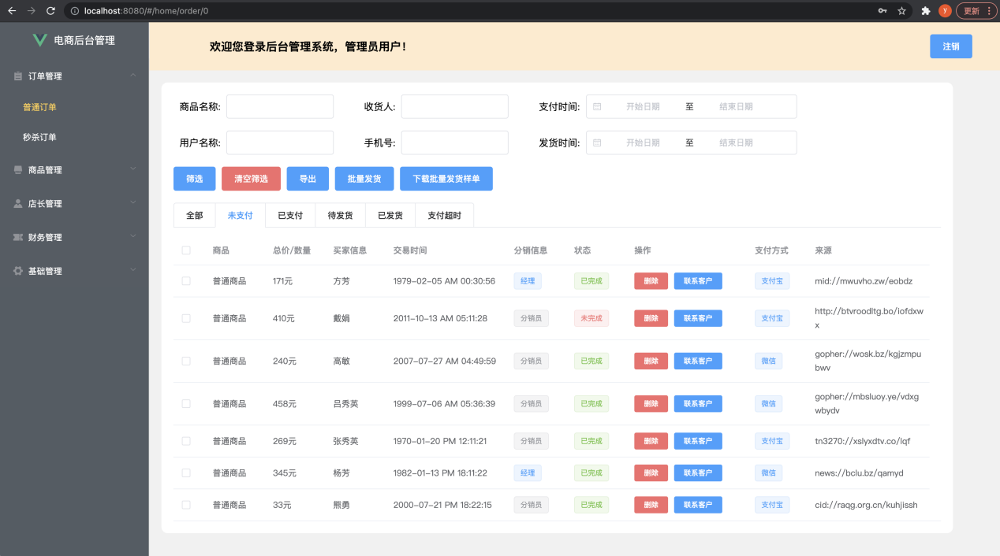 localhost:8080/#/home/order/0
y
更新
电商后台管理
订单管理
普通订单
秒杀订单
商品管理
店长管理
财务管理
基础管理
欢迎您登录后台管理系统，管理员用户！
注销
商品名称:
收货人:
支付时间: 开始日期 至 结束日期
用户名称:
手机号:
发货时间: 开始日期 至 结束日期
筛选 清空筛选 导出 批量发货 下载批量发货样单
全部 未支付 已支付 待发货 已发货 支付超时
商品 总价/数量 买家信息 交易时间 分销信息 状态 操作 支付方式 来源
普通商品 171元 方芳 1979-02-05 AM 00:30:56 经理 已完成 删除 联系客户 支付宝 mid://mwuvho.zw/eobdz
普通商品 410元 戴娟 2011-10-13 AM 05:11:28 分销员 未完成 删除 联系客户 支付宝 http://btvroodltg.bo/iofdxw
x
普通商品 240元 高敏 2007-07-27 AM 04:49:59 分销员 已完成 删除 联系客户 微信 gopher://wosk.bz/kgjzmpu
bwv
普通商品 458元 吕秀英 1999-07-06 AM 05:36:39 分销员 已完成 删除 联系客户 微信 gopher://mbsluoy.ye/vdxg
wbydv
普通商品 269元 张秀英 1970-01-20 PM 12:11:21 分销员 已完成 删除 联系客户 支付宝 tn3270://xslyxdtv.co/lqf
普通商品 345元 杨芳 1982-01-13 PM 18:11:22 经理 已完成 删除 联系客户 微信 news://bclu.bz/qamyd
普通商品 33元 熊勇 2000-07-21 PM 18:22:15 分销员 已完成 删除 联系客户 支付宝 cid://raqg.org.cn/kuhjissh